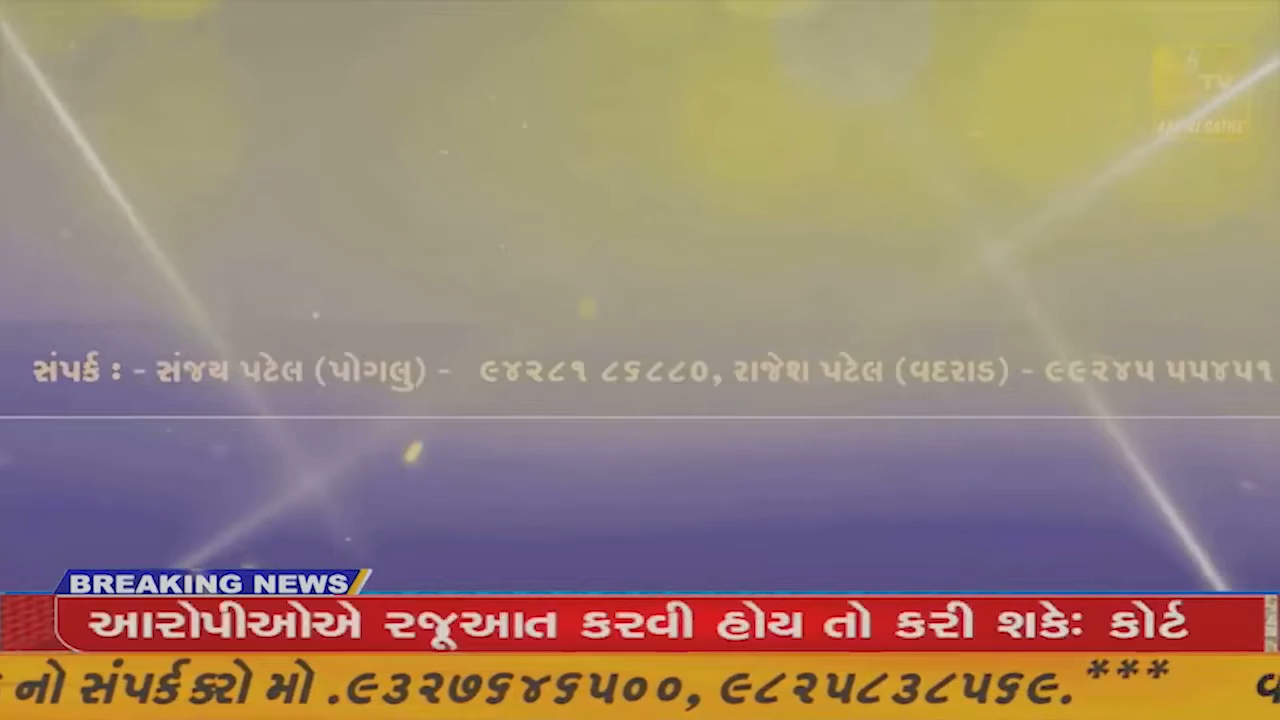 TV
સંપર્ક : - સંજય પટેલ (પોગલુ) - ૯૪૨૮૧ ૮૬૮૮૦, રાજેશ પટેલ (વદરાડ) - ૯૯૨૪૫ ૫૫૪૫૧
BREAKING NEWS
આરોપીઓએ રજૂઆત કરવી હોય તો કરી શકેઃ કોર્ટ
નો સંપર્ક કરો મો .૯૩૨૭૬૪૬૫૦૦, ૯૮૨૫૮૩૮૫૬૯. ***